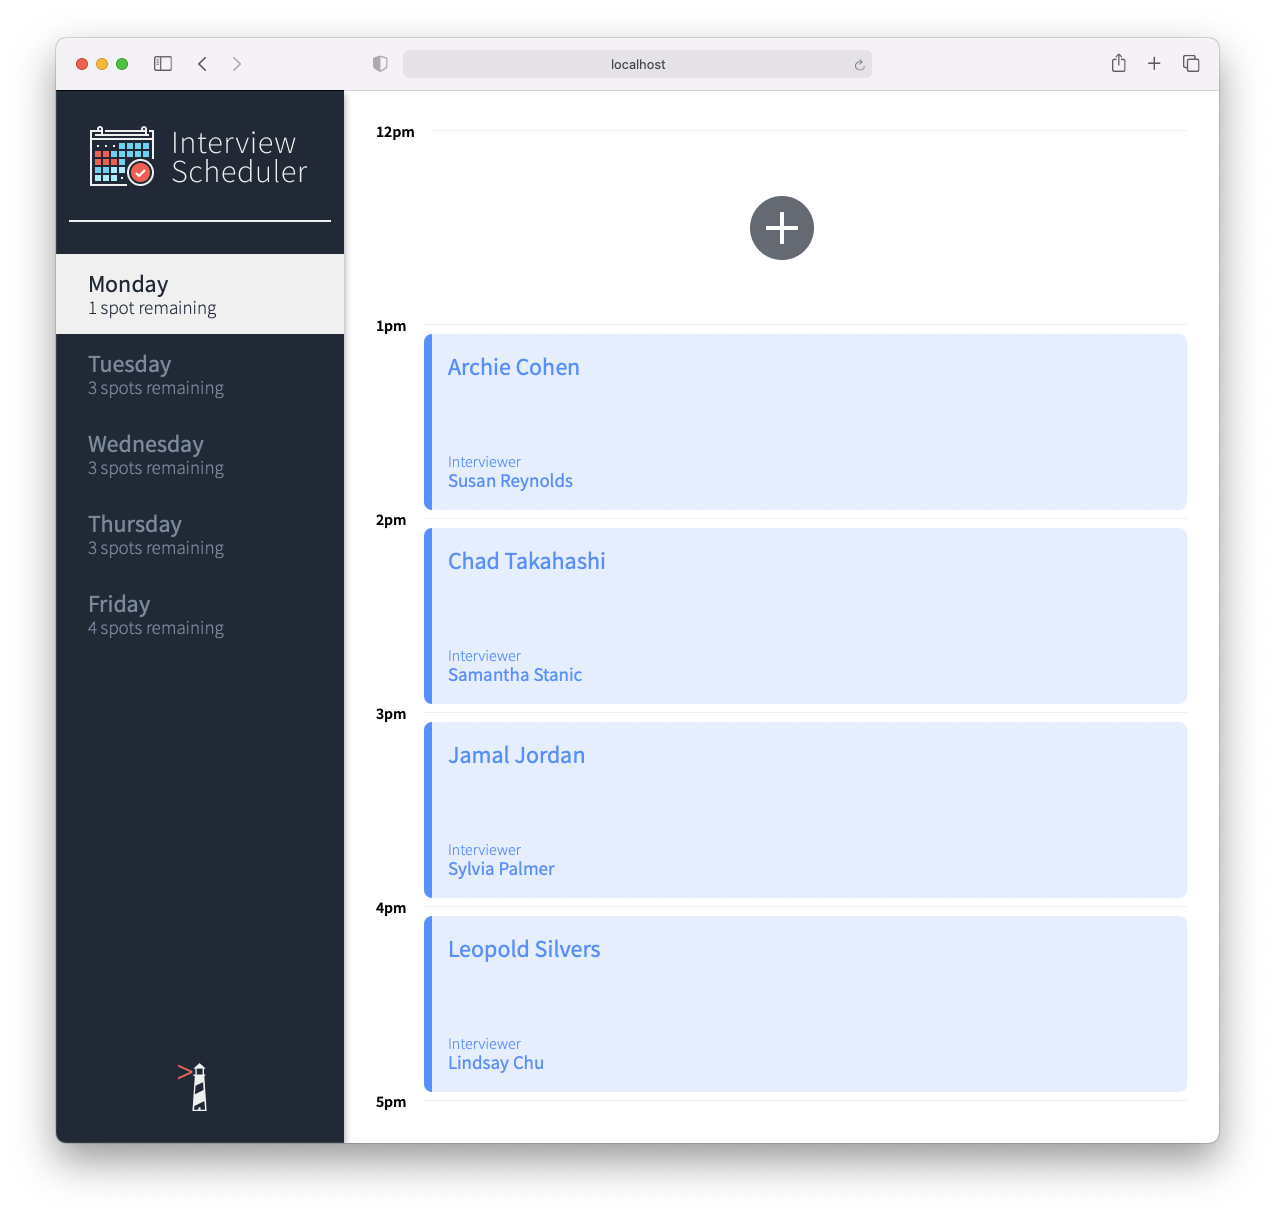 localhost
Interview
Scheduler
Monday
1 spot remaining
Tuesday
3 spots remaining
Wednesday
3 spots remaining
Thursday
3 spots remaining
Friday
4 spots remaining
12pm
1pm
Archie Cohen
Interviewer
Susan Reynolds
2pm
Chad Takahashi
Interviewer
Samantha Stanic
3pm
Jamal Jordan
Interviewer
Sylvia Palmer
4pm
Leopold Silvers
Interviewer
Lindsay Chu
5pm